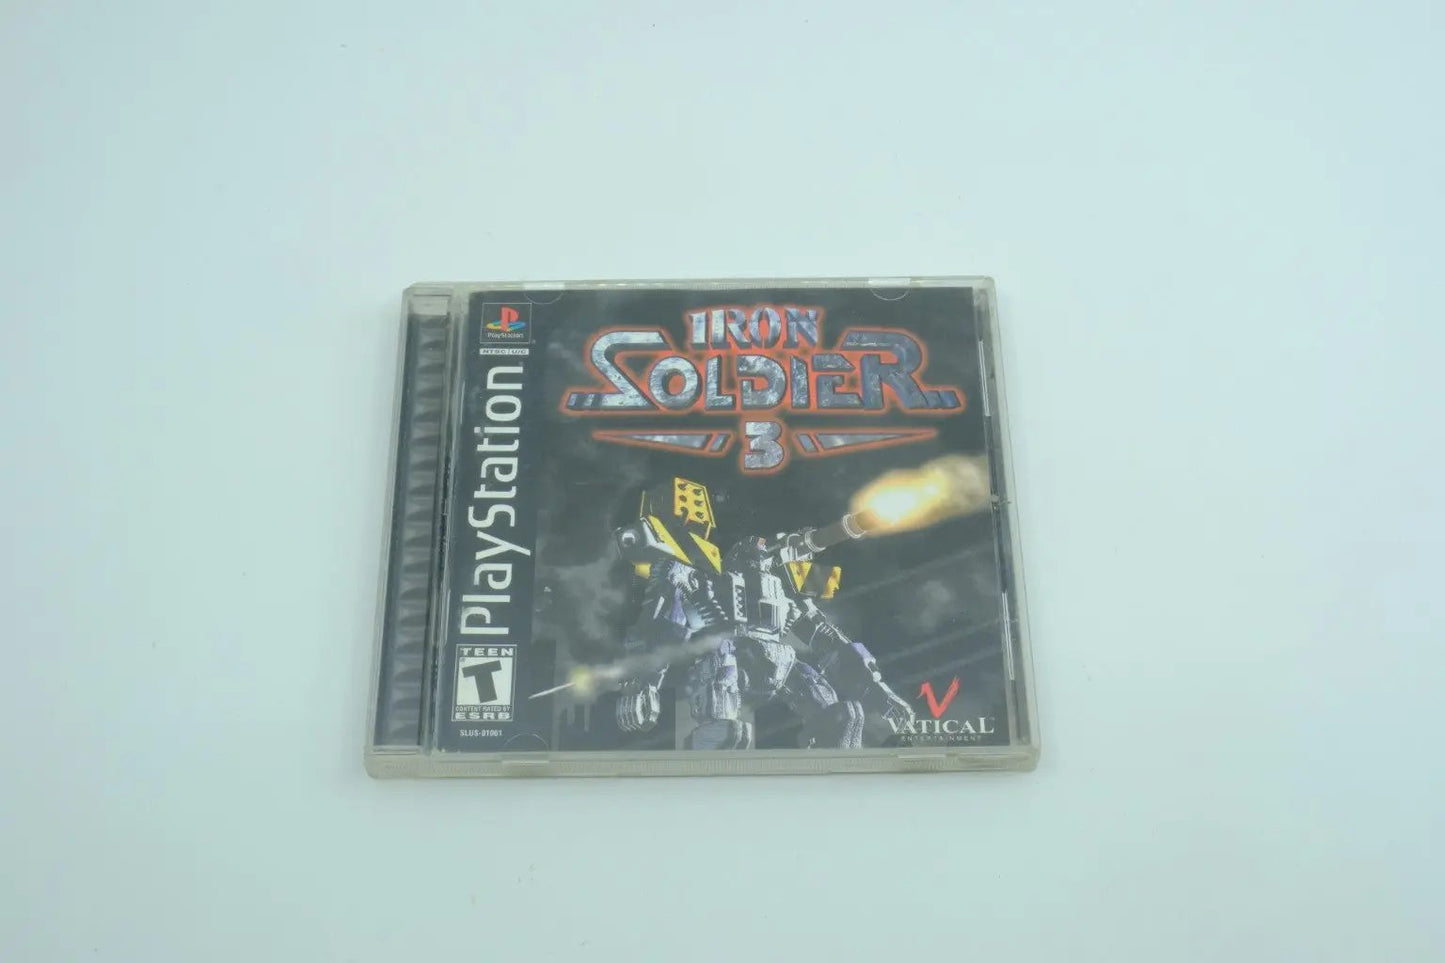 PlayStation
NTSC U/C
PlayStation
IRON
SOLDIER
3
TEEN
T
CONTENT RATED BY
ESRB
SLUS-01061
V
VATICAL
ENTERTAINMENT